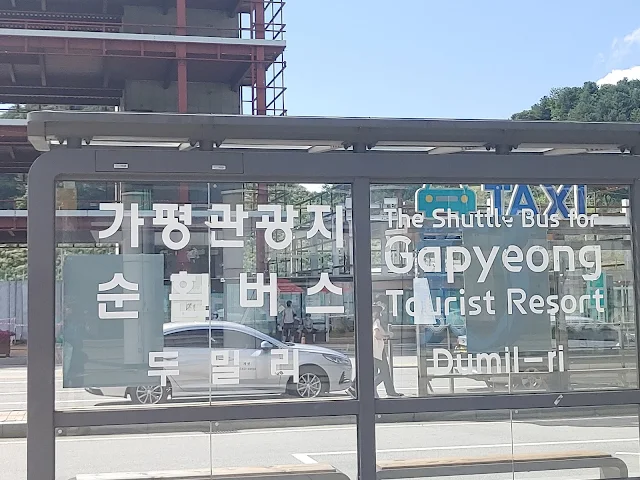 가평관광지
순환버스
두밀리
TAXI
The Shuttle Bus for
Gapyeong
Tourist Resort
Dumil-ri